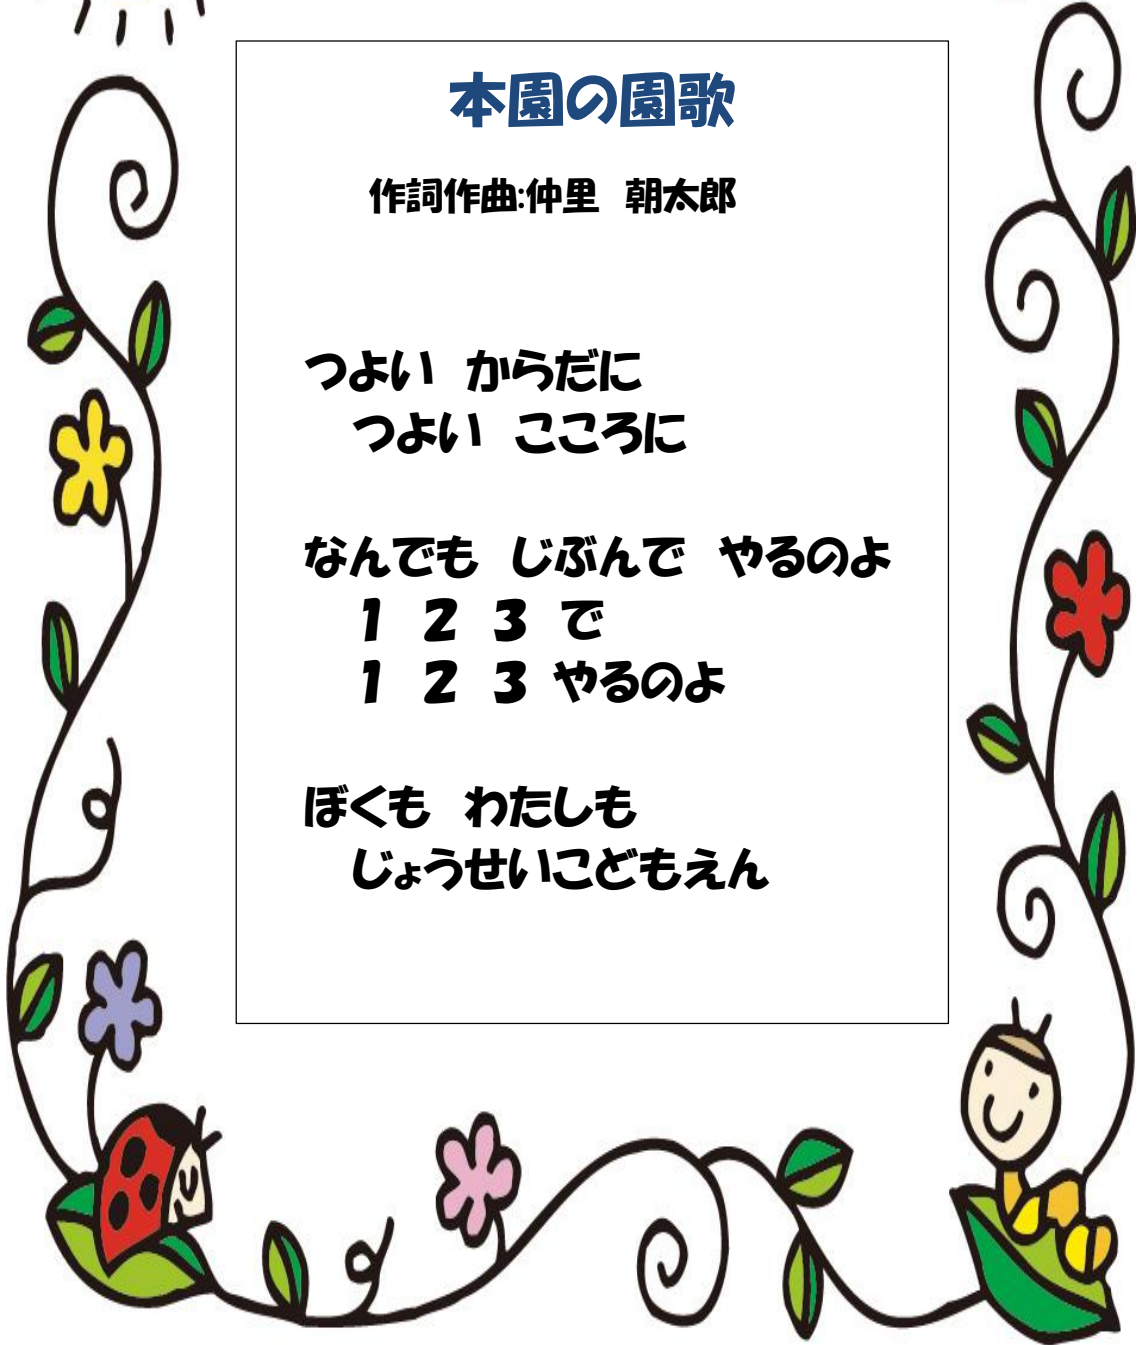 本園の園歌
作詞作曲:仲里　朝太郎
つよい　からだに
つよい　こころに
なんでも　じぶんで　やるのよ
１　２　３　で
１　２　３　やるのよ
ぼくも　わたしも
じょうせいこどもえん